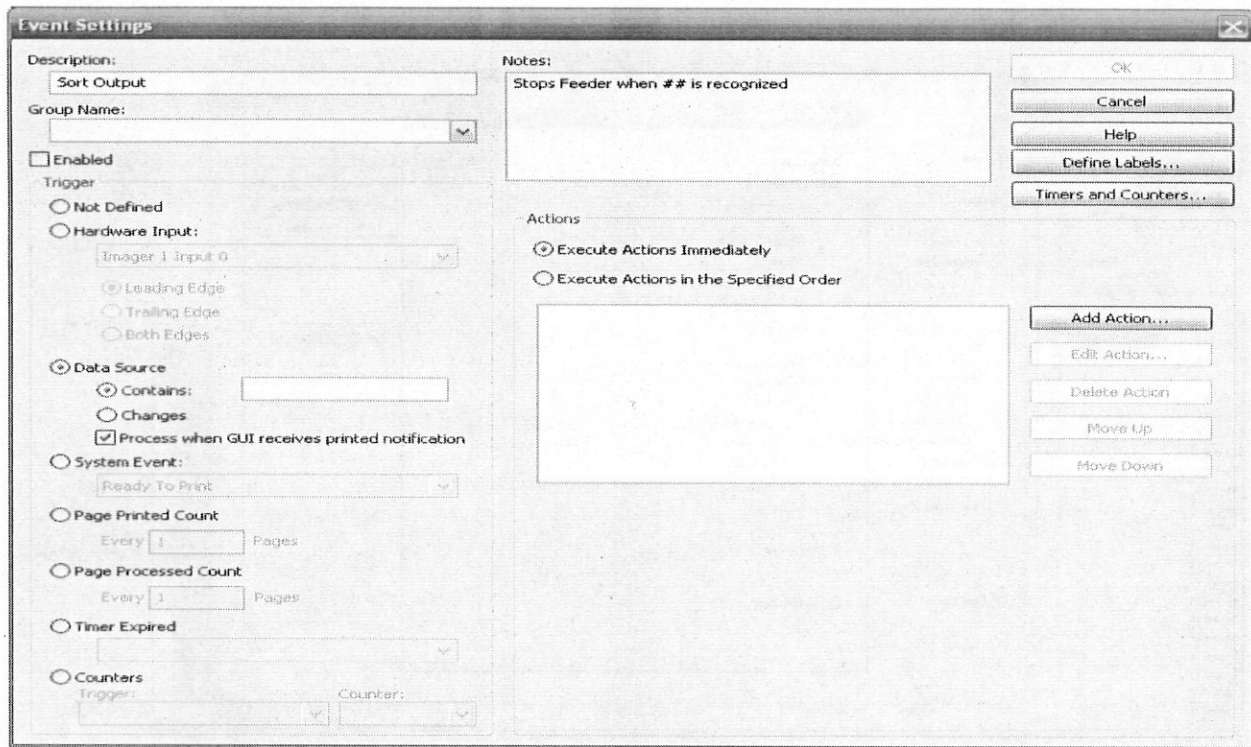 Event Settings
Description:
Sort Output
Group Name:
Enabled
Trigger
Not Defined
Hardware Input:
Imager 1 Input 0
Leading Edge
Trailing Edge
Both Edges
Data Source
Contains:
Changes
Process when GUI receives printed notification
System Event:
Ready To Print
Page Printed Count
Every 1 Pages
Page Processed Count
Every 1 Pages
Timer Expired
Counters
Trigger: Counter:
Notes:
Stops Feeder when ## is recognized
OK
Cancel
Help
Define Labels...
Timers and Counters...
Actions
Execute Actions Immediately
Execute Actions in the Specified Order
Add Action...
Edit Action...
Delete Action
Move Up
Move Down